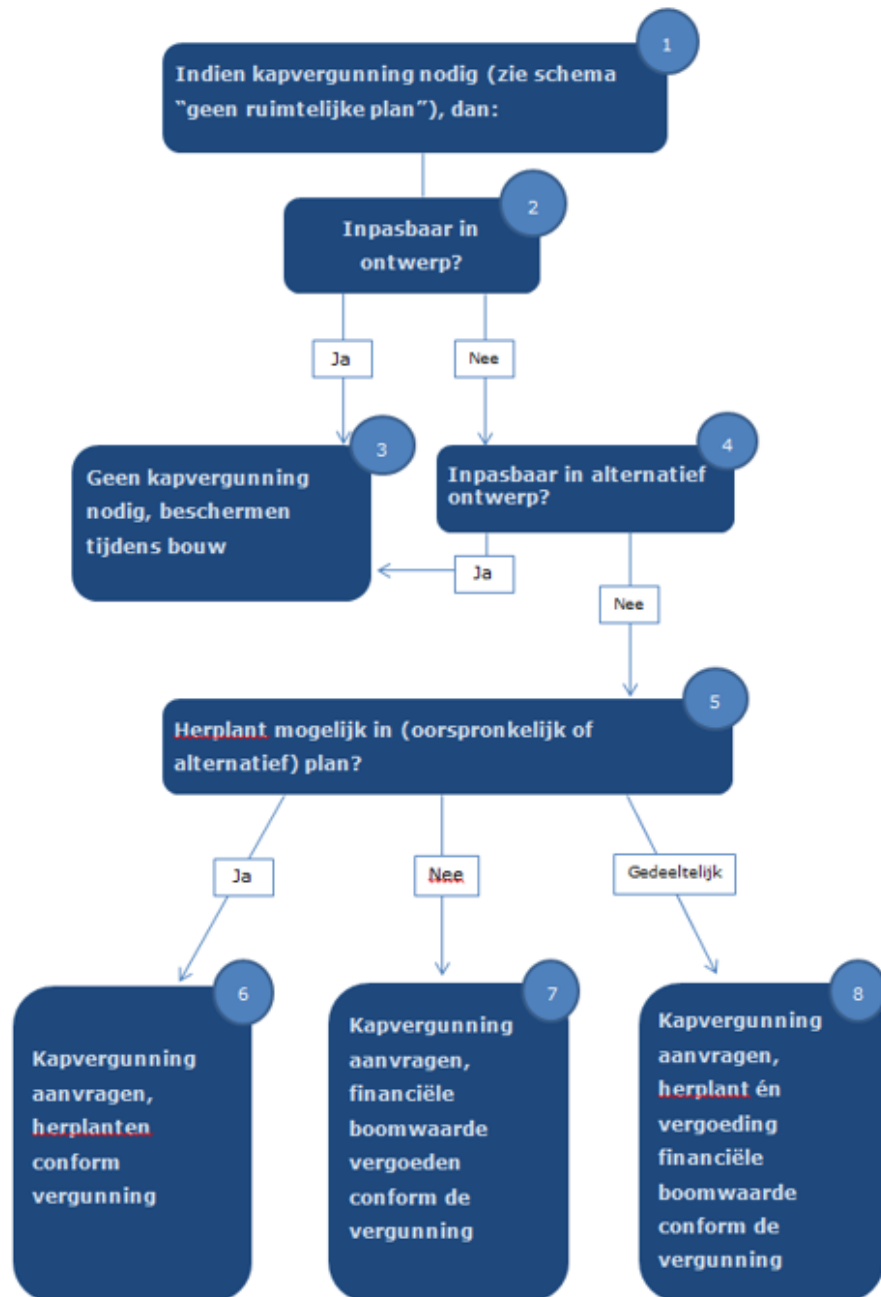 1
Indien kapvergunning nodig (zie schema
“geen ruimtelijke plan”), dan:
2
Inpasbaar in
ontwerp?
Ja
Nee
3
Geen kapvergunning
nodig, beschermen
tijdens bouw
4
Inpasbaar in alternatief
ontwerp?
Ja
Nee
5
Herplant mogelijk in (oorspronkelijk of
alternatief) plan?
Ja
Nee
Gedeeltelijk
6
Kapvergunning
aanvragen,
herplanten
conform
vergunning
7
Kapvergunning
aanvragen,
financiële
boomwaarde
vergoeden
conform de
vergunning
8
Kapvergunning
aanvragen,
herplant én
vergoeding
financiële
boomwaarde
conform de
vergunning